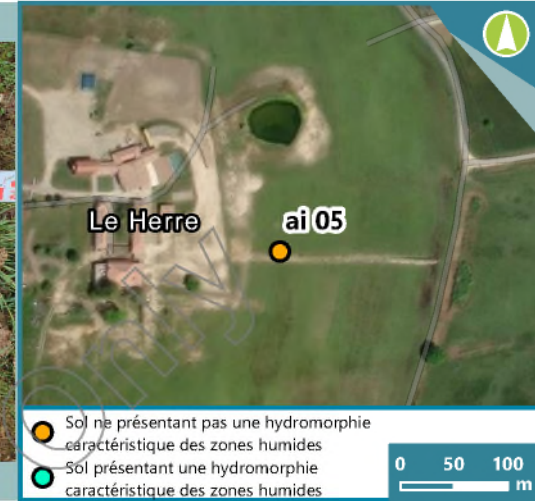 Le Herre
ai 05
Only
Sol ne présentant pas une hydromorphie
caractéristique des zones humides
Sol présentant une hydromorphie
caractéristique des zones humides
0 50 100
m